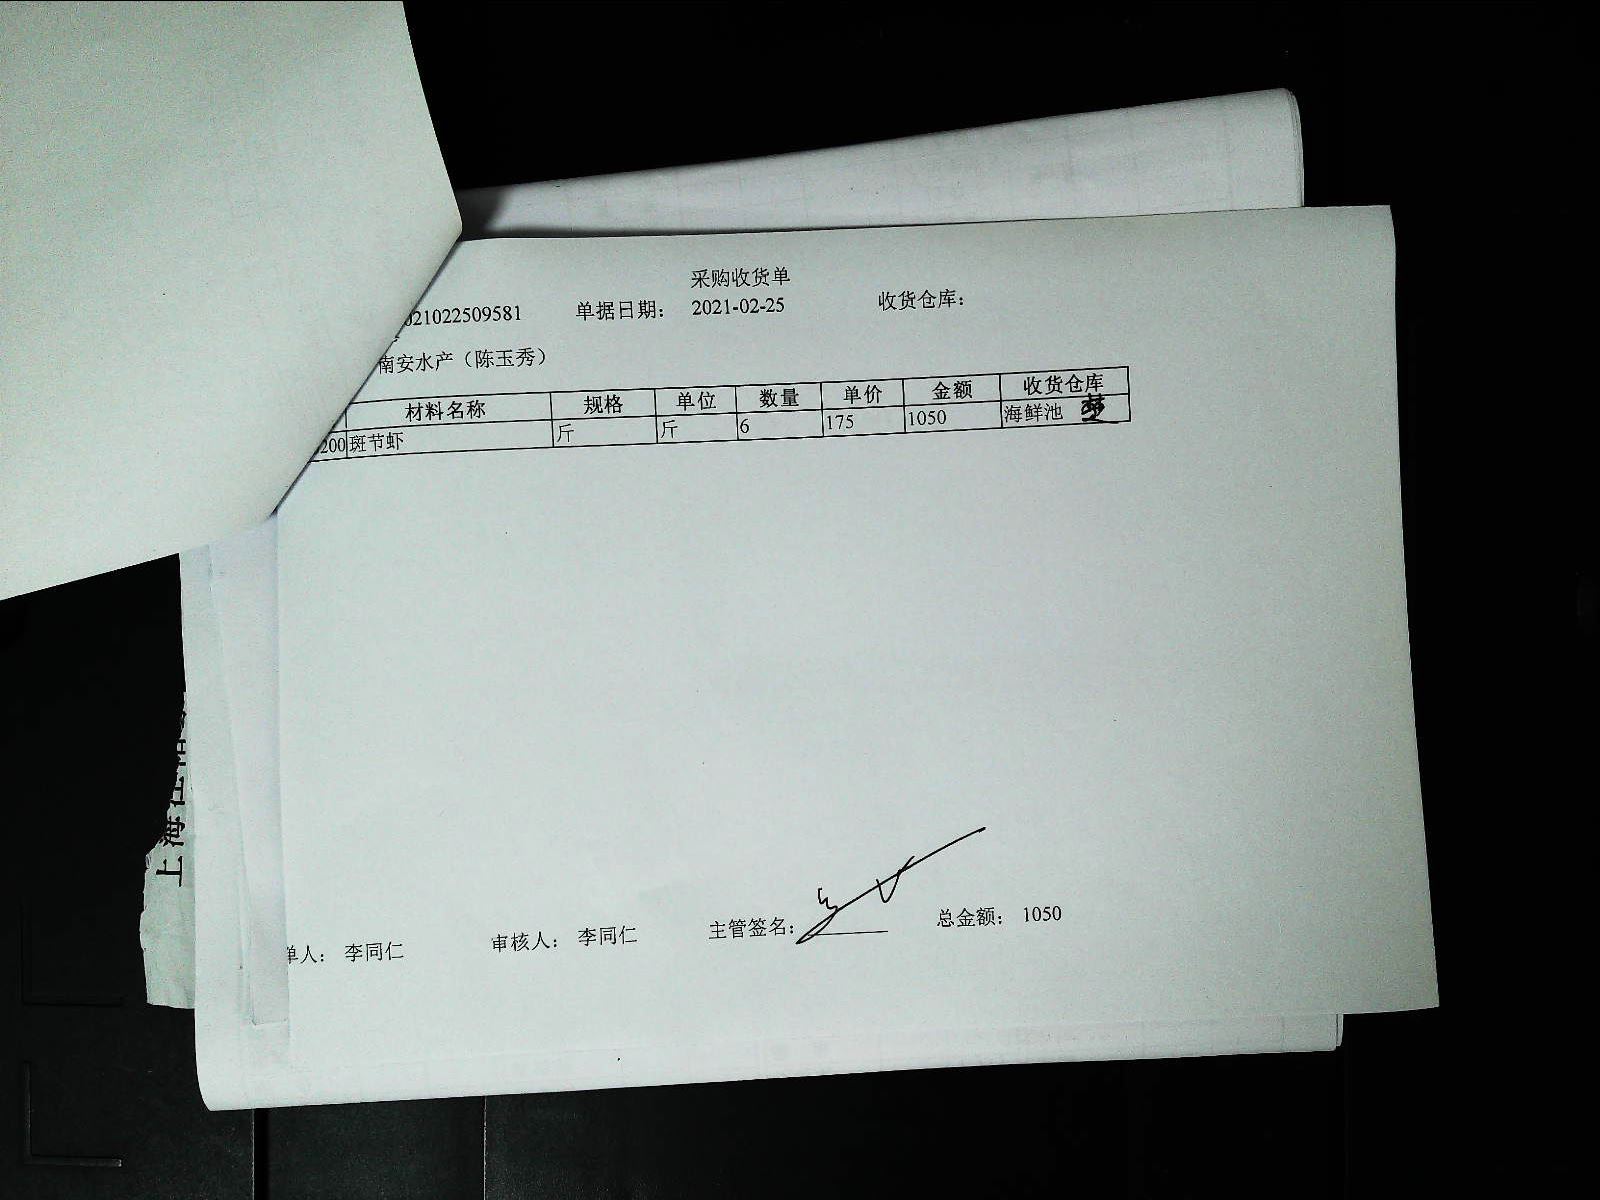 采购收货单
021022509581 单据日期： 2021-02-25 收货仓库：
南安水产（陈玉秀）
材料名称 规格 单位 数量 单价 金额 收货仓库
200 斑节虾 斤 斤 6 175 1050 海鲜池
单人： 李同仁 审核人： 李同仁 主管签名： 总金额： 1050
上海